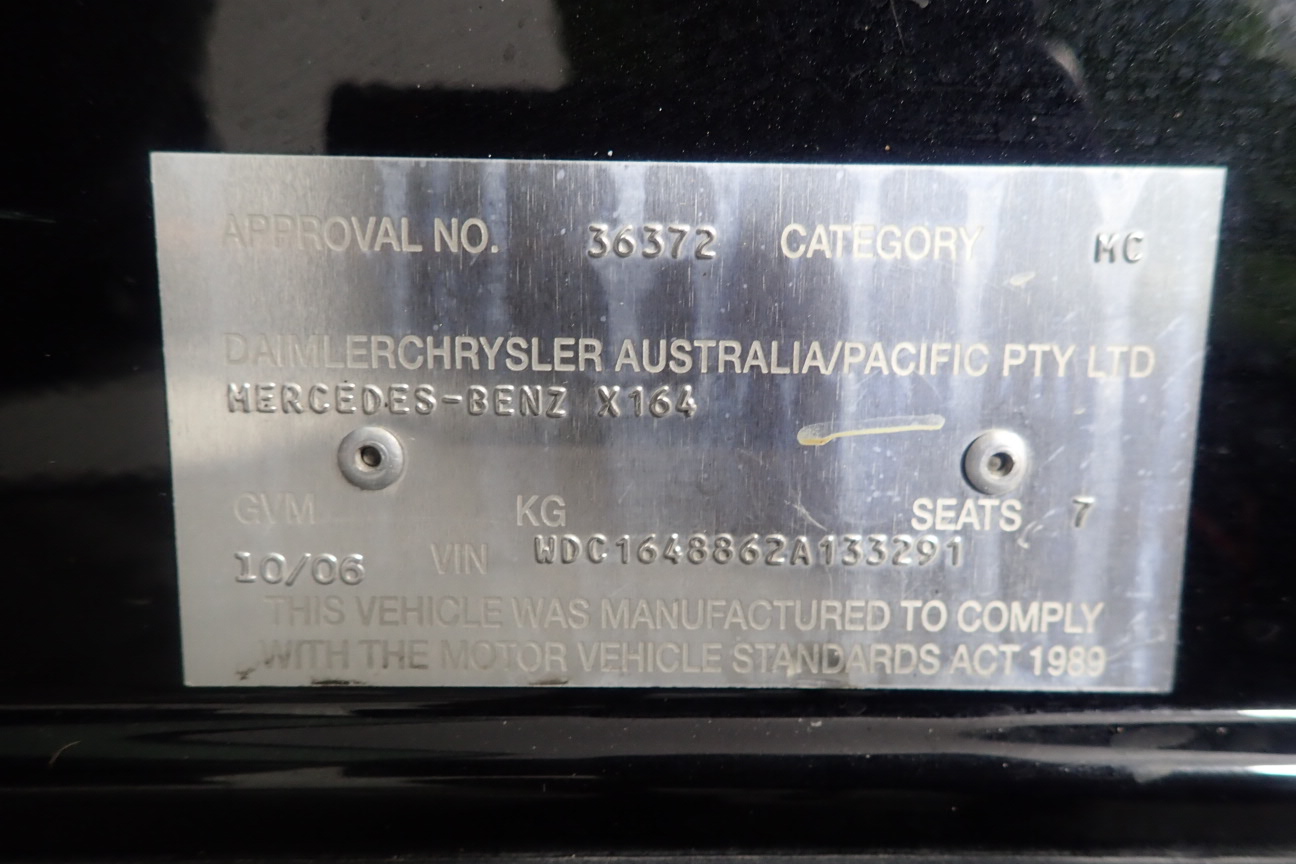 APPROVAL NO. 36372 CATEGORY MC
DAIMLERCHRYSLER AUSTRALIA/PACIFIC PTY LTD
MERCEDES-BENZ X164
GVM KG SEATS 7
10/06 VIN WDC1648862A133291
THIS VEHICLE WAS MANUFACTURED TO COMPLY
WITH THE MOTOR VEHICLE STANDARDS ACT 1989